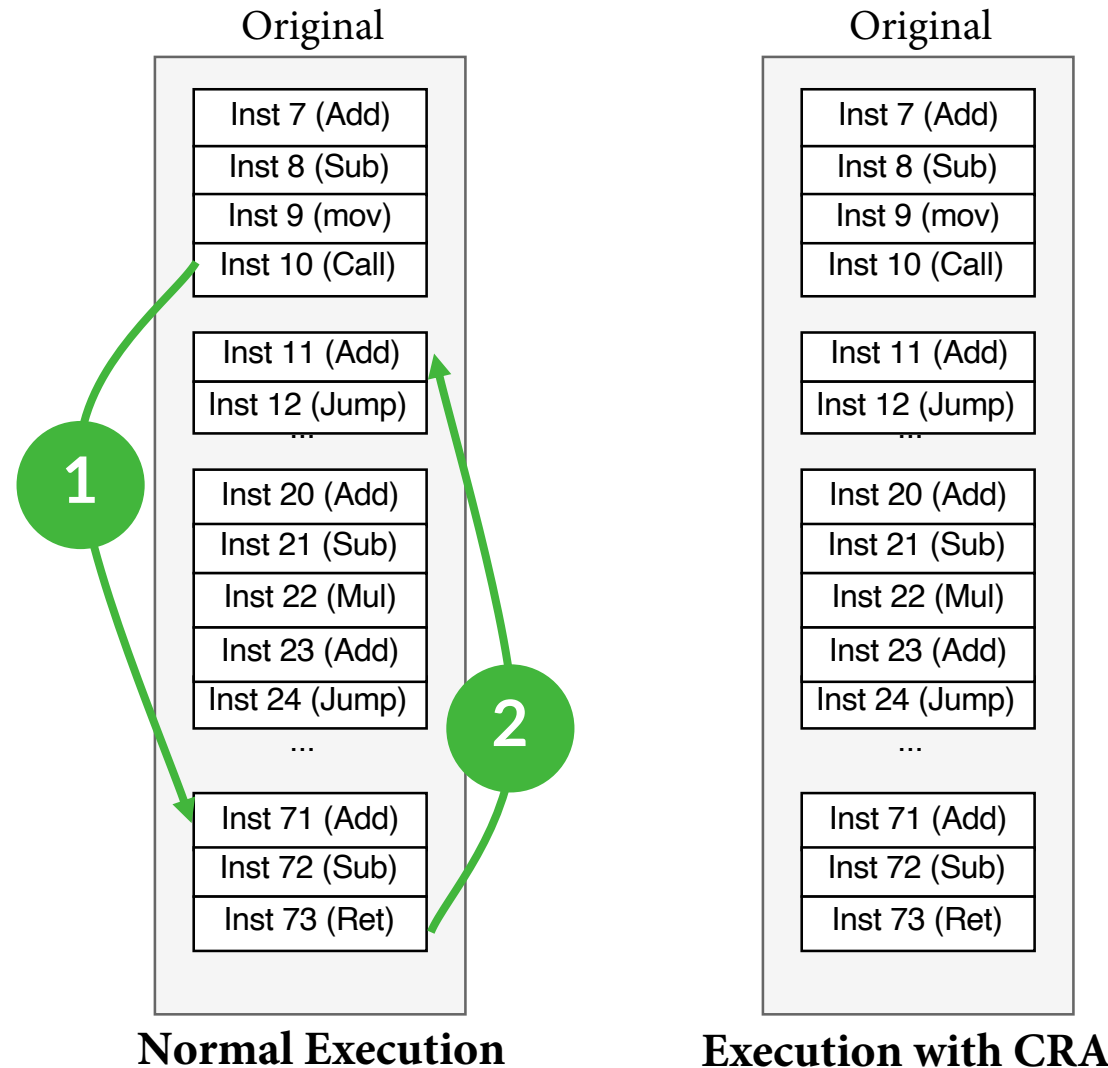 Original
Inst 7 (Add)
Inst 8 (Sub)
Inst 9 (mov)
Inst 10 (Call)
Inst 11 (Add)
Inst 12 (Jump)
...
1
Inst 20 (Add)
Inst 21 (Sub)
Inst 22 (Mul)
Inst 23 (Add)
Inst 24 (Jump)
2
...
Inst 71 (Add)
Inst 72 (Sub)
Inst 73 (Ret)
Normal Execution
Original
Inst 7 (Add)
Inst 8 (Sub)
Inst 9 (mov)
Inst 10 (Call)
Inst 11 (Add)
Inst 12 (Jump)
...
Inst 20 (Add)
Inst 21 (Sub)
Inst 22 (Mul)
Inst 23 (Add)
Inst 24 (Jump)
...
Inst 71 (Add)
Inst 72 (Sub)
Inst 73 (Ret)
Execution with CRA